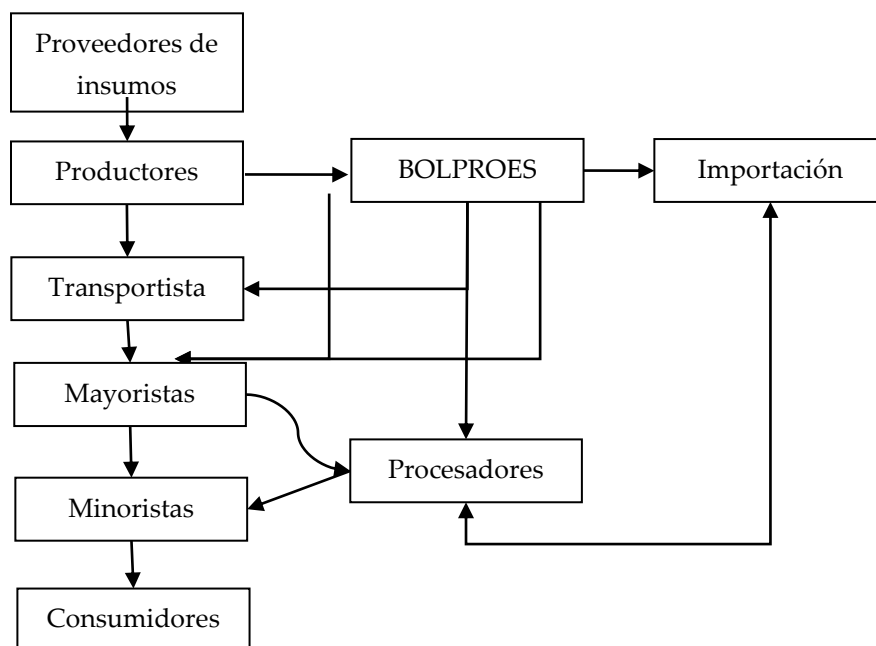 Proveedores de
insumos
Productores
BOLPROES
Importación
Transportista
Mayoristas
Procesadores
Minoristas
Consumidores